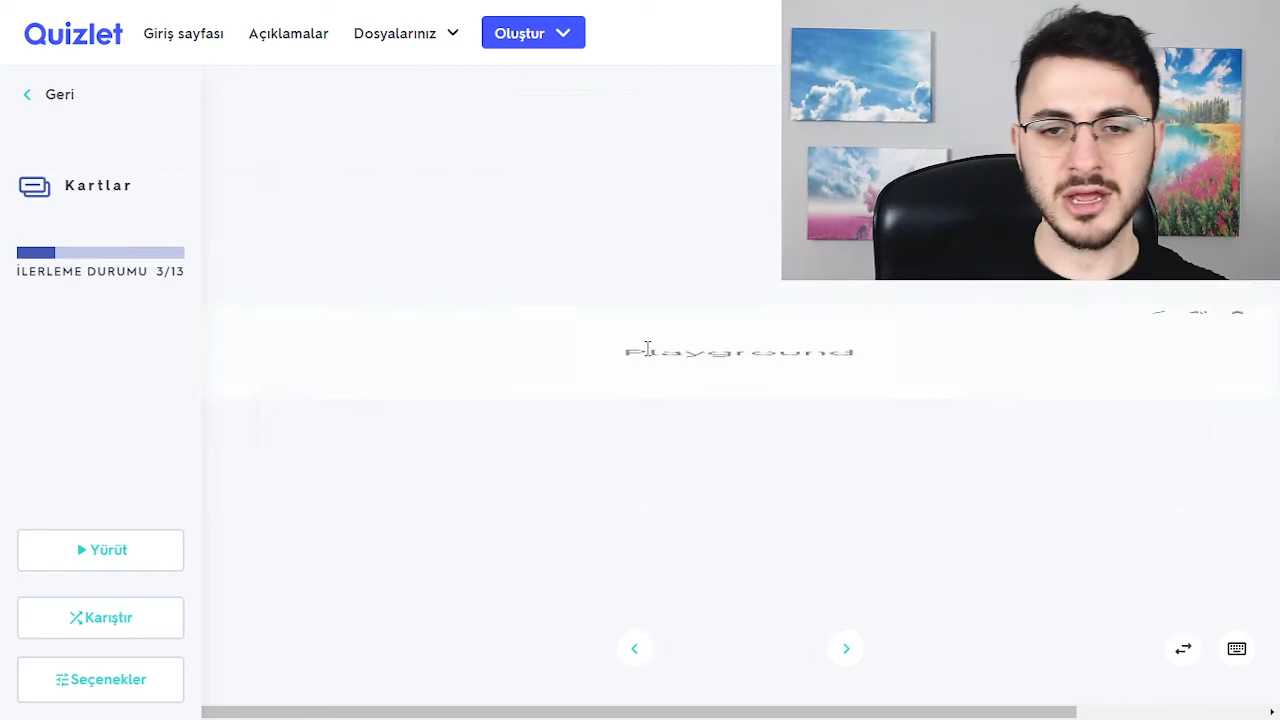 Quizlet
Giriş sayfası
Açıklamalar
Dosyalarınız
Oluştur
Geri
Kartlar
İLERLEME DURUMU 3/13
Playground
Yürüt
Karıştır
Seçenekler